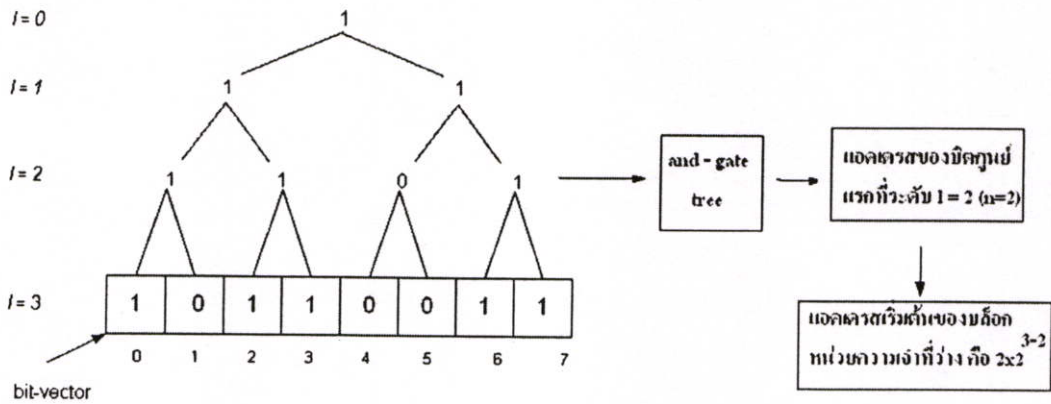 l = 0
1
l = 1
1 1
l = 2
1 1 0 1
and - gate
tree
แอดเดรสของบิตศูนย์
แรกที่ระดับ l = 2 (n=2)
l = 3
1 0 1 1 0 0 1 1
0 1 2 3 4 5 6 7
bit-vector
แอดเดรสเริ่มต้นของบล็อก
หน่วยความจำที่ว่าง คือ 2x2^3-2